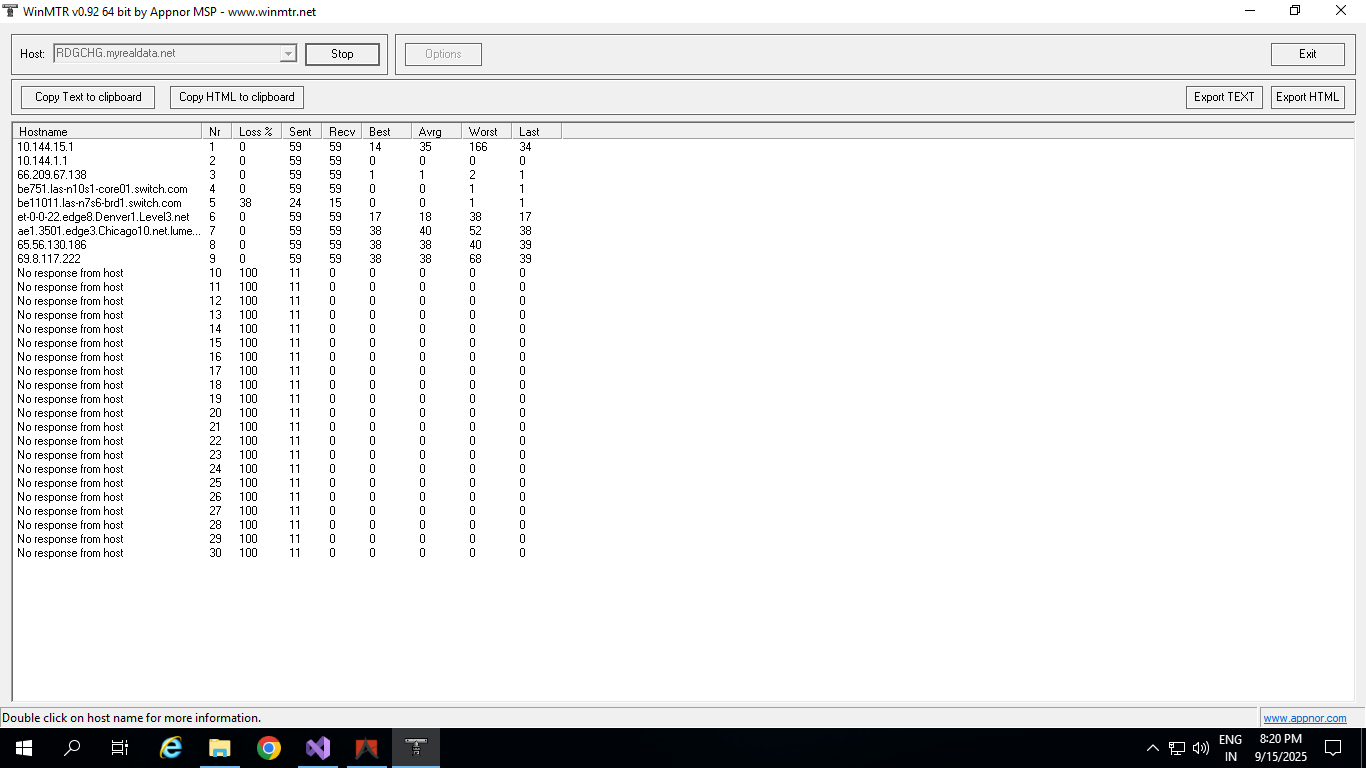 WinMTR v0.92 64 bit by Appnor MSP - www.winmtr.net
Host: RDGCHG.myrealdata.net Stop Options Exit
Copy Text to clipboard Copy HTML to clipboard Export TEXT Export HTML
Hostname Nr Loss % Sent Recv Best Avrg Worst Last
10.144.15.1 1 0 59 59 14 35 166 34
10.144.1.1 2 0 59 59 0 0 0 0
66.209.67.138 3 0 59 59 1 1 2 1
be751.las-n10s1-core01.switch.com 4 0 59 59 0 0 1 1
be11011.las-n7s6-brd1.switch.com 5 38 24 15 0 0 1 1
et-0-0-22.edge8.Denver1.Level3.net 6 0 59 59 17 18 38 17
ae1.3501.edge3.Chicago10.net.lume... 7 0 59 59 38 40 52 38
65.56.130.186 8 0 59 59 38 38 40 39
69.8.117.222 9 0 59 59 38 38 68 39
No response from host 10 100 11 0 0 0 0 0
No response from host 11 100 11 0 0 0 0 0
No response from host 12 100 11 0 0 0 0 0
No response from host 13 100 11 0 0 0 0 0
No response from host 14 100 11 0 0 0 0 0
No response from host 15 100 11 0 0 0 0 0
No response from host 16 100 11 0 0 0 0 0
No response from host 17 100 11 0 0 0 0 0
No response from host 18 100 11 0 0 0 0 0
No response from host 19 100 11 0 0 0 0 0
No response from host 20 100 11 0 0 0 0 0
No response from host 21 100 11 0 0 0 0 0
No response from host 22 100 11 0 0 0 0 0
No response from host 23 100 11 0 0 0 0 0
No response from host 24 100 11 0 0 0 0 0
No response from host 25 100 11 0 0 0 0 0
No response from host 26 100 11 0 0 0 0 0
No response from host 27 100 11 0 0 0 0 0
No response from host 28 100 11 0 0 0 0 0
No response from host 29 100 11 0 0 0 0 0
No response from host 30 100 11 0 0 0 0 0
Double click on host name for more information. www.appnor.com
ENG 8:20 PM
IN 9/15/2025